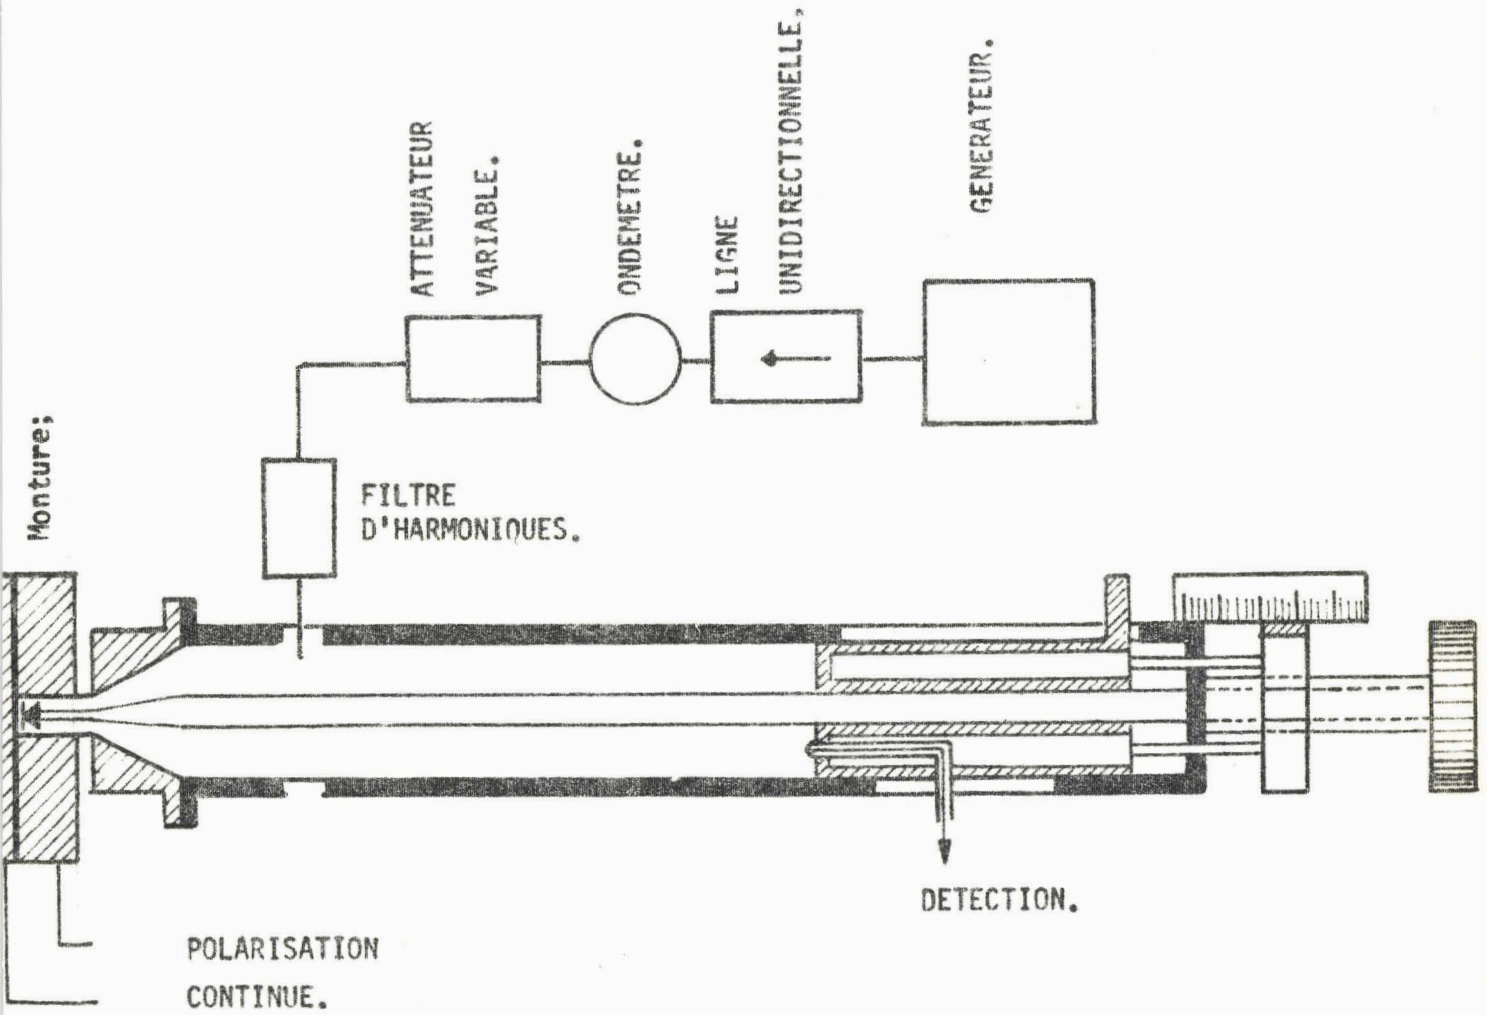 ATTENUATEUR
VARIABLE.
ONDEMETRE.
LIGNE
UNIDIRECTIONNELLE,
GENERATEUR.
Monture;
FILTRE
D'HARMONIQUES.
DETECTION.
POLARISATION
CONTINUE.